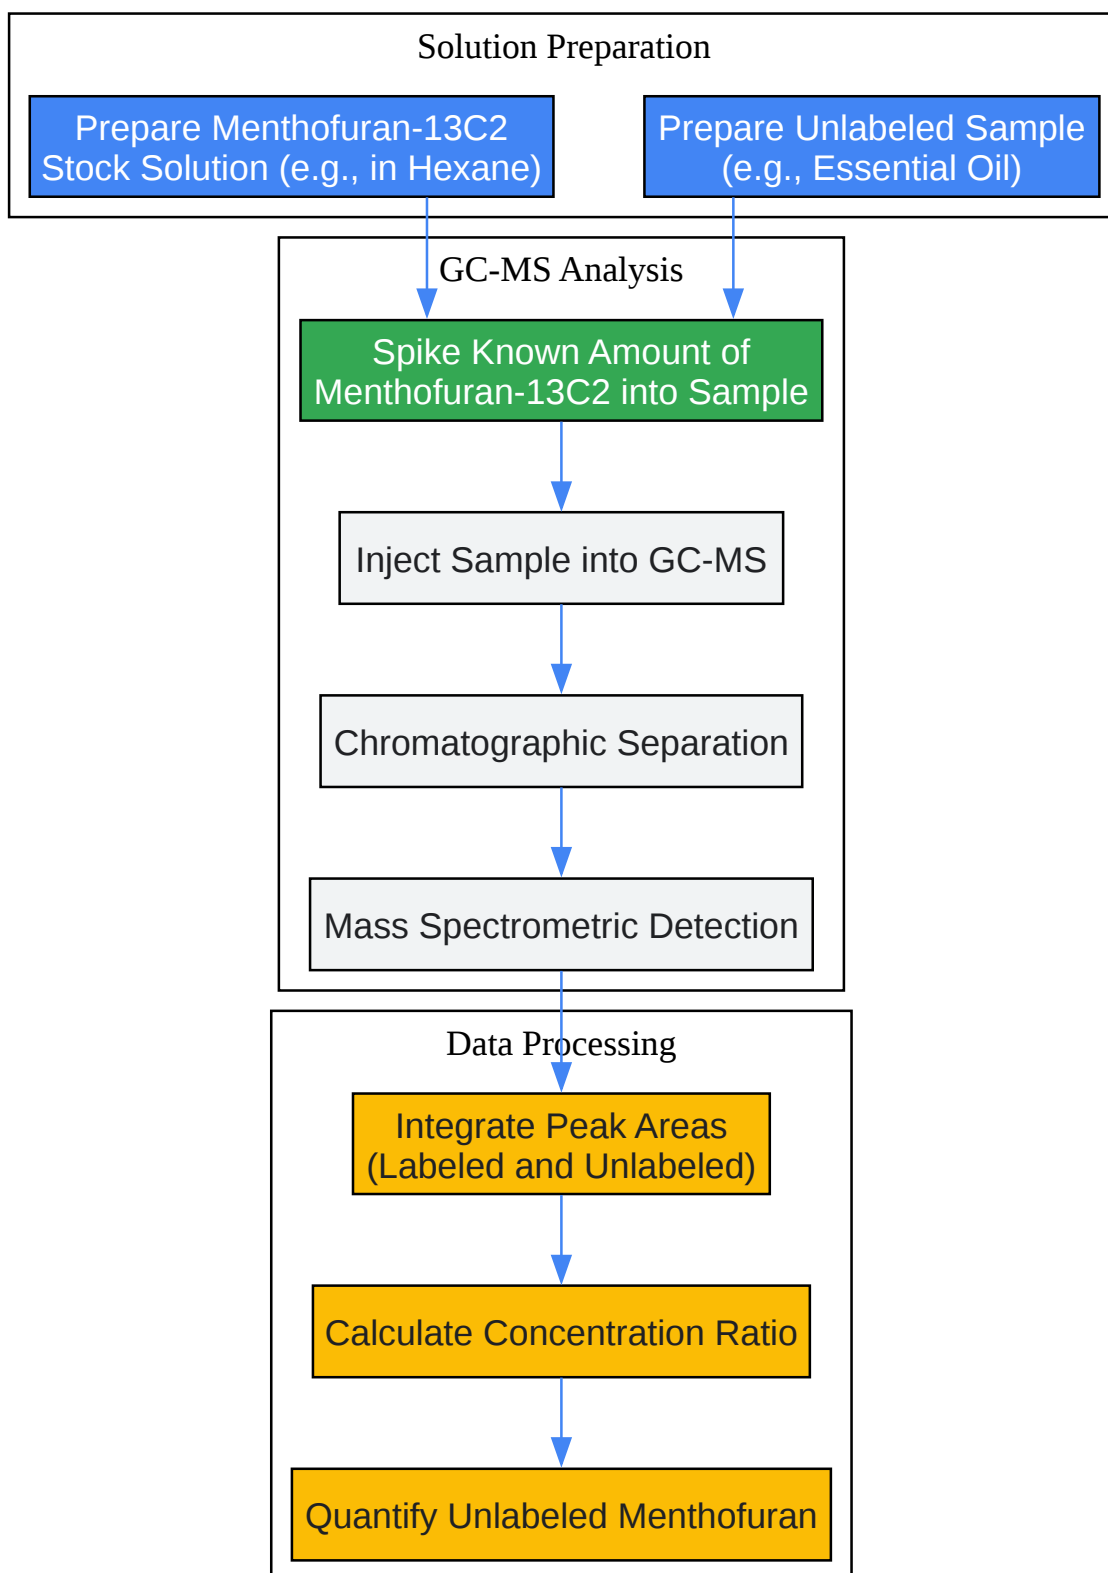 Solution Preparation
Prepare Menthofuran-13C2
Stock Solution (e.g., in Hexane)
Prepare Unlabeled Sample
(e.g., Essential Oil)
GC-MS Analysis
Spike Known Amount of
Menthofuran-13C2 into Sample
Inject Sample into GC-MS
Chromatographic Separation
Mass Spectrometric Detection
Data Processing
Integrate Peak Areas
(Labeled and Unlabeled)
Calculate Concentration Ratio
Quantify Unlabeled Menthofuran